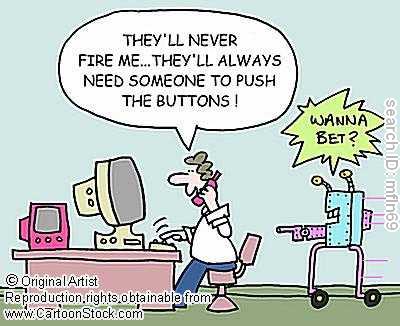 THEY'LL NEVER
FIRE ME...THEY'LL ALWAYS
NEED SOMEONE TO PUSH
THE BUTTONS !
WANNA
BET?
search ID: mfln69
© Original Artist
Reproduction rights obtainable from
www.CartoonStock.com